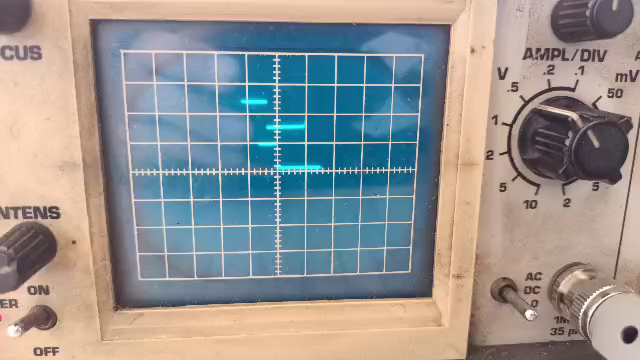 CUS
AMPL/DIV
V
.2
.1
mV
.5
50
1
2
5
5
10
2
NTENS
ON
ER
OFF
AC
DC
0
1M
35 p